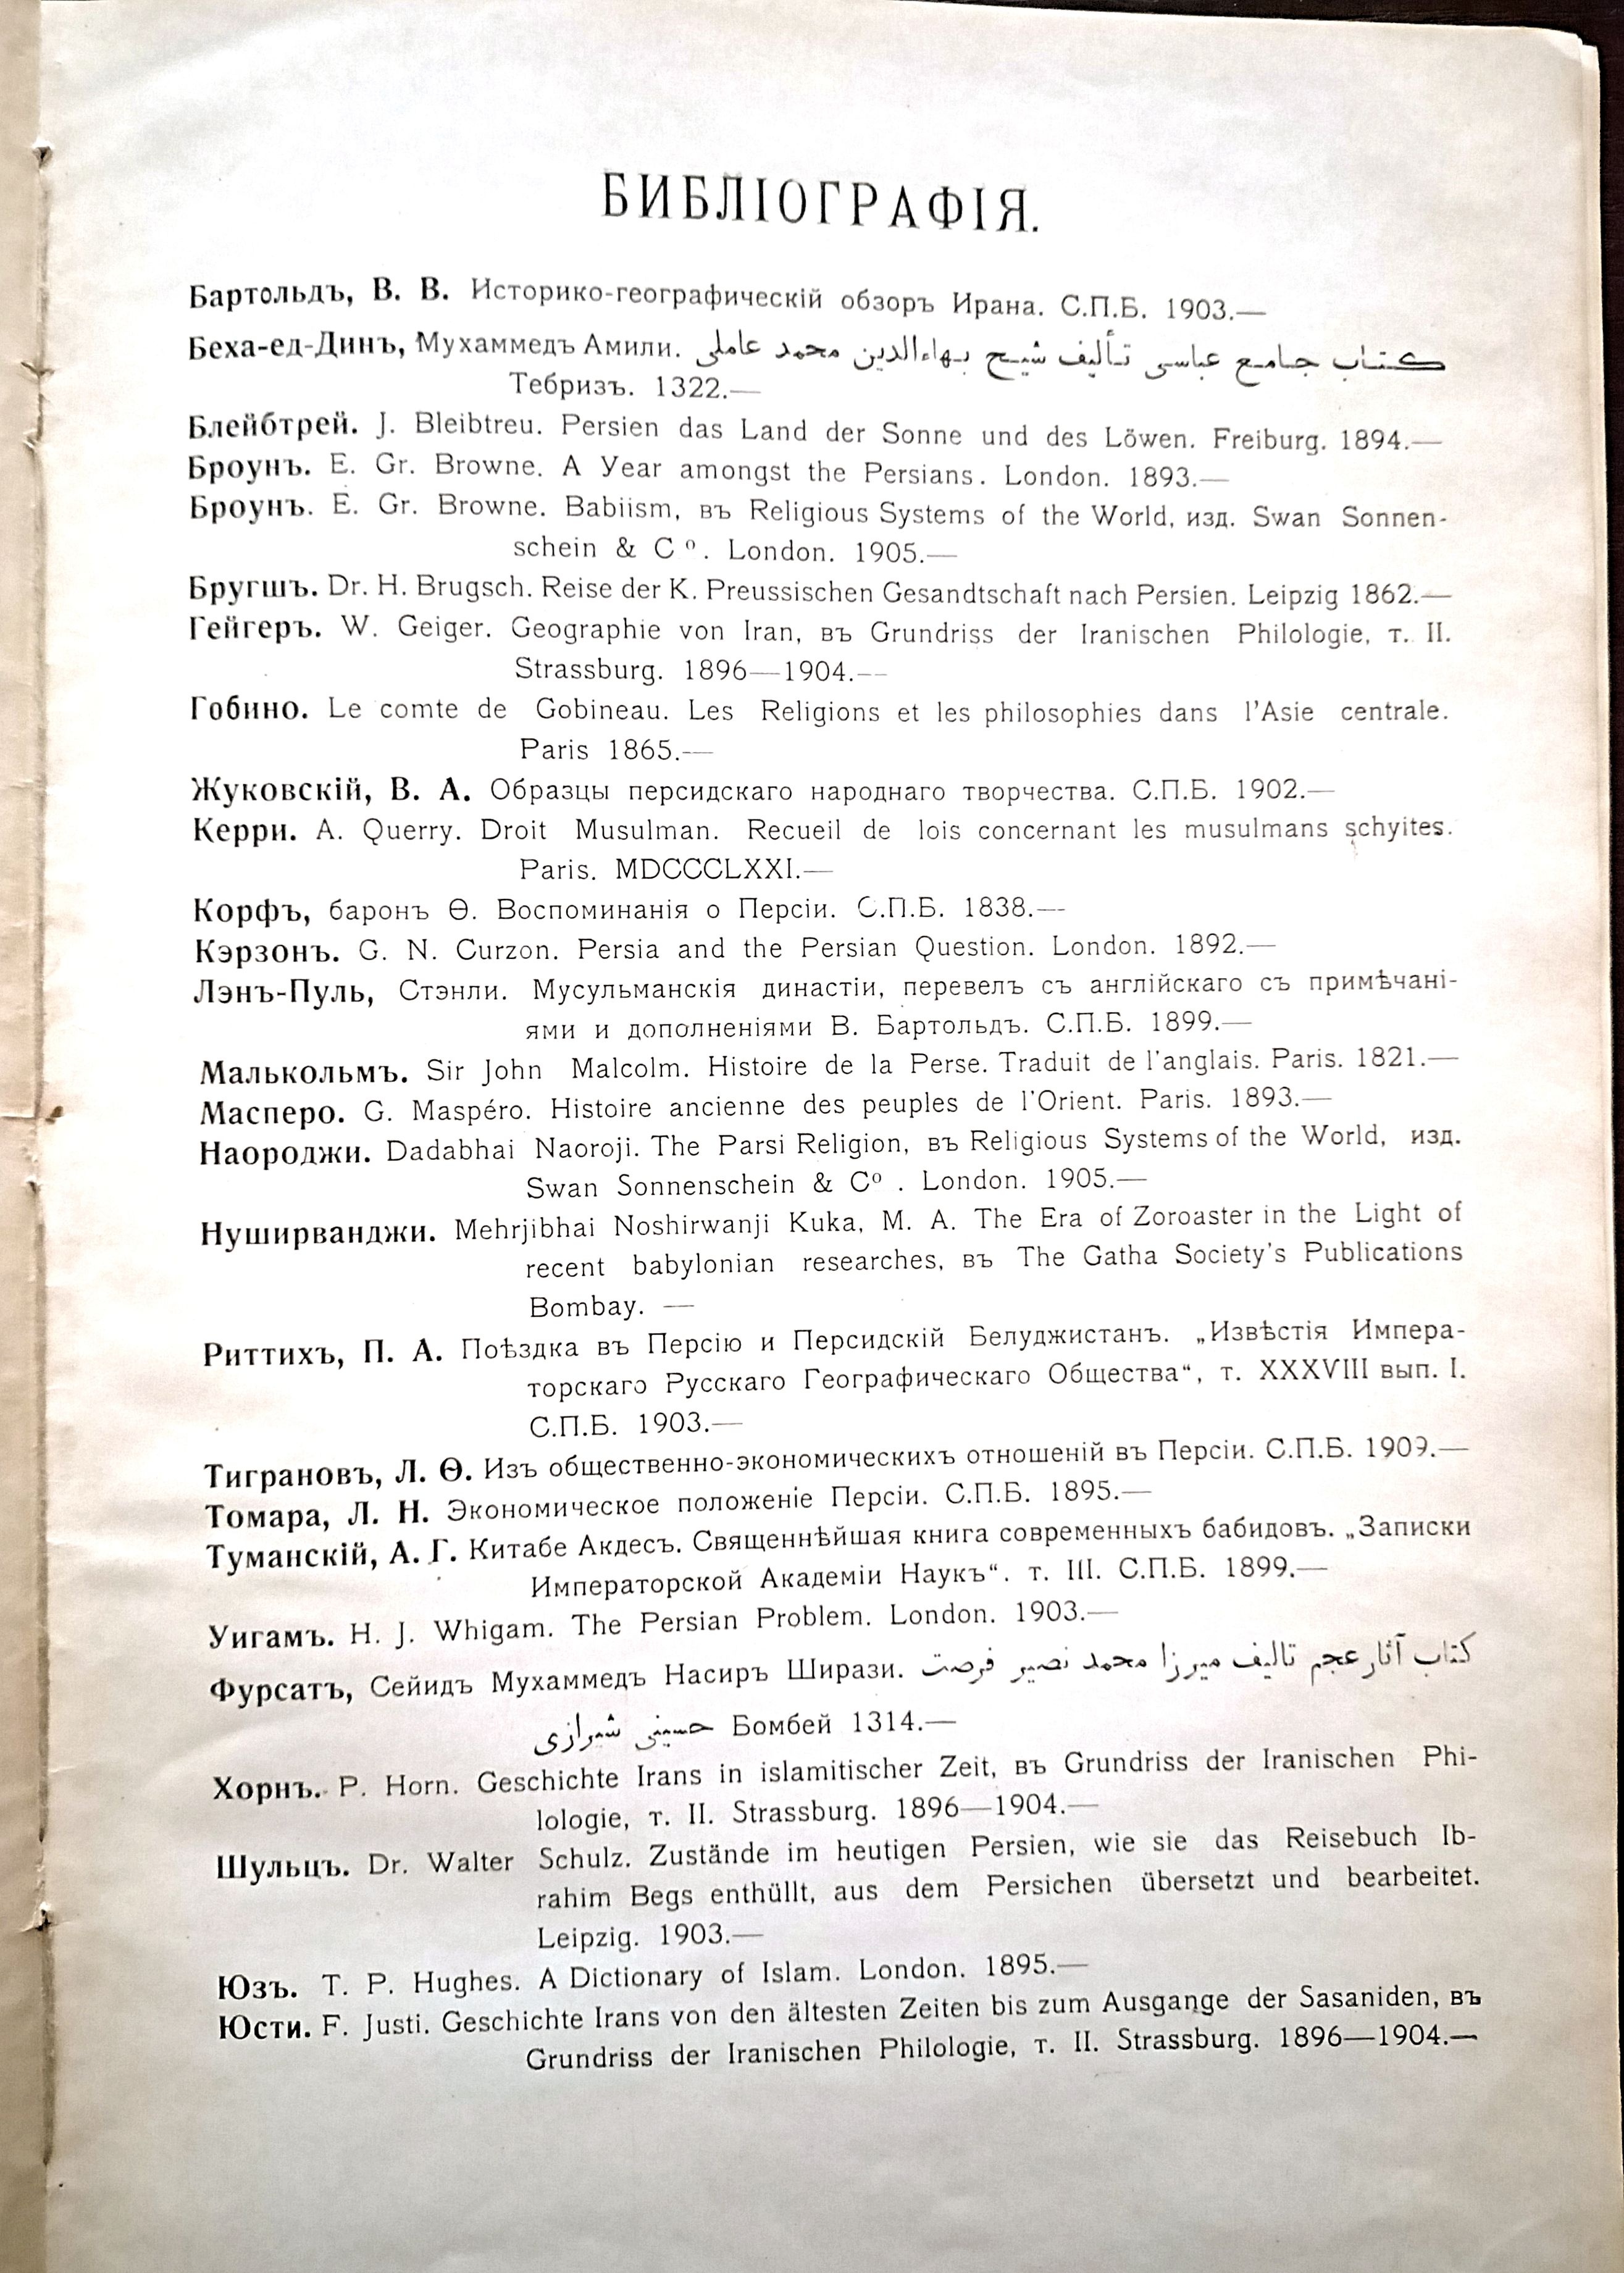 БИБЛІОГРАФІЯ.
Бартольдъ, В. В. Историко-географическій обзоръ Ирана. С.П.Б. 1903.—
Беха-ед-Динъ, Мухаммедъ Амили. كتاب جامع عباسى تأليف شيخ بهاءالدين محمد عاملى
Тебризъ. 1322.—
Блейбтрей. J. Bleibtreu. Persien das Land der Sonne und des Löwen. Freiburg. 1894.—
Броунъ. E. Gr. Browne. A Year amongst the Persians. London. 1893.—
Броунъ. E. Gr. Browne. Babiism, въ Religious Systems of the World, изд. Swan Sonnen-
schein & Cº. London. 1905.—
Бругшъ. Dr. H. Brugsch. Reise der K. Preussischen Gesandtschaft nach Persien. Leipzig 1862.—
Гейгеръ. W. Geiger. Geographie von Iran, въ Grundriss der Iranischen Philologie, т. II.
Strassburg. 1896—1904.—
Гобино. Le comte de Gobineau. Les Religions et les philosophies dans l'Asie centrale.
Paris 1865.—
Жуковскій, В. А. Образцы персидскаго народнаго творчества. С.П.Б. 1902.—
Керри. A. Querry. Droit Musulman. Recueil de lois concernant les musulmans schyites.
Paris. MDCCCLXXI.—
Корфъ, баронъ Ѳ. Воспоминанія о Персіи. С.П.Б. 1838.—
Кэрзонъ. G. N. Curzon. Persia and the Persian Question. London. 1892.—
Лэнъ-Пуль, Стэнли. Мусульманскія династіи, перевелъ съ англійскаго съ примѣчані-
ями и дополненіями В. Бартольдъ. С.П.Б. 1899.—
Малькольмъ. Sir John Malcolm. Histoire de la Perse. Traduit de l'anglais. Paris. 1821.—
Масперо. G. Maspéro. Histoire ancienne des peuples de l'Orient. Paris. 1893.—
Наороджи. Dadabhai Naoroji. The Parsi Religion, въ Religious Systems of the World, изд.
Swan Sonnenschein & Cº. London. 1905.—
Нуширванджи. Mehrjibhai Noshirwanji Kuka, M. A. The Era of Zoroaster in the Light of
recent babylonian researches, въ The Gatha Society's Publications
Bombay. —
Риттихъ, П. А. Поѣздка въ Персію и Персидскій Белуджистанъ. „Извѣстія Импера-
торскаго Русскаго Географическаго Общества“, т. XXXVIII вып. I.
С.П.Б. 1903.—
Тиграновъ, Л. Ѳ. Изъ общественно-экономическихъ отношеній въ Персіи. С.П.Б. 1909.—
Томара, Л. Н. Экономическое положеніе Персіи. С.П.Б. 1895.—
Туманскій, А. Г. Китабе Акдесъ. Священнѣйшая книга современныхъ бабидовъ. „Записки
Императорской Академіи Наукъ“. т. III. С.П.Б. 1899.—
Уигамъ. H. J. Whigam. The Persian Problem. London. 1903.—
Фурсатъ, Сейидъ Мухаммедъ Насиръ Ширази. كتاب آثار عجم تاليف ميرزا محمد نصير فرصت
حسينى شيرازى Бомбей 1314.—
Хорнъ. P. Horn. Geschichte Irans in islamitischer Zeit, въ Grundriss der Iranischen Phi-
lologie, т. II. Strassburg. 1896—1904.—
Шульцъ. Dr. Walter Schulz. Zustände im heutigen Persien, wie sie das Reisebuch Ib-
rahim Begs enthüllt, aus dem Persichen übersetzt und bearbeitet.
Leipzig. 1903.—
Юзъ. T. P. Hughes. A Dictionary of Islam. London. 1895.—
Юсти. F. Justi. Geschichte Irans von den ältesten Zeiten bis zum Ausgange der Sasaniden, въ
Grundriss der Iranischen Philologie, т. II. Strassburg. 1896—1904.—